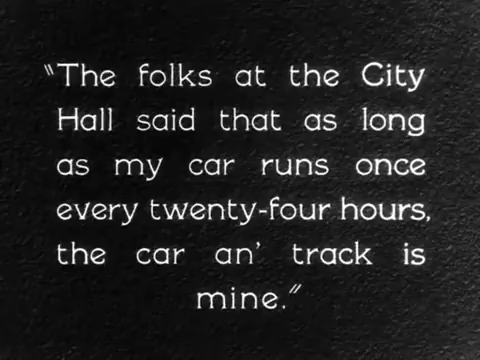 "The folks at the City
Hall said that as long
as my car runs once
every twenty-four hours,
the car an' track is
mine."